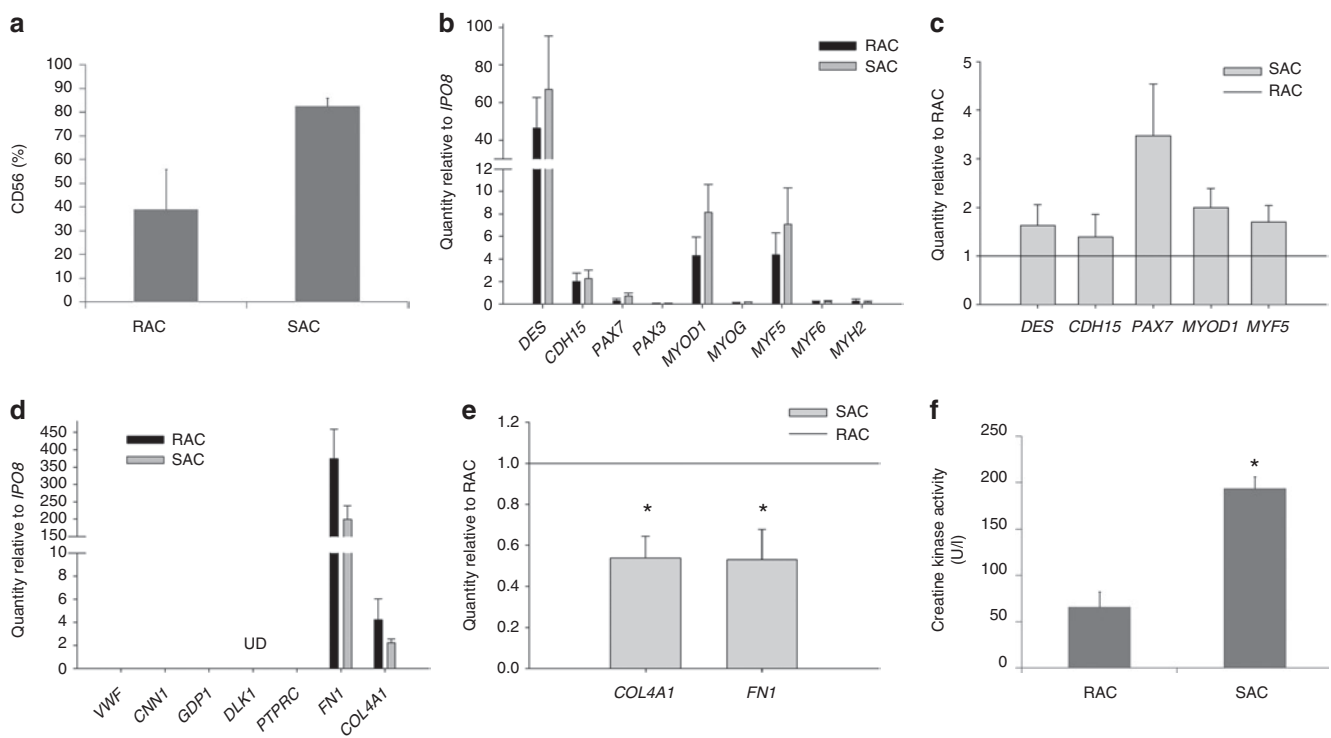 a
CD56 (%)
100
90
80
70
60
50
40
30
20
10
0
RAC
SAC
b
Quantity relative to IPO8
100
80
60
40
12
10
8
6
4
2
0
RAC
SAC
DES
CDH15
PAX7
PAX3
MYOD1
MYOG
MYF5
MYF6
MYH2
c
Quantity relative to RAC
5
4
3
2
1
0
SAC
RAC
DES
CDH15
PAX7
MYOD1
MYF5
d
Quantity relative to IPO8
450
400
350
300
250
200
150
10
8
6
4
2
0
RAC
SAC
UD
VWF
CNN1
GDP1
DLK1
PTPRC
FN1
COL4A1
e
Quantity relative to RAC
1.2
1.0
0.8
0.6
0.4
0.2
0.0
SAC
RAC
*
*
COL4A1
FN1
f
Creatine kinase activity
(U/l)
250
200
150
100
50
0
*
RAC
SAC